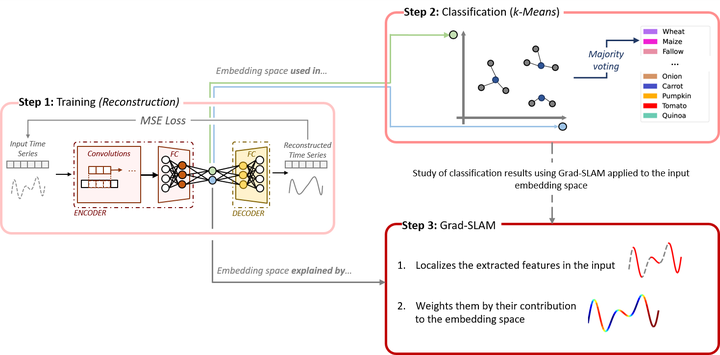 Step 1: Training (Reconstruction)
MSE Loss
Input Time
Series
Reconstructed
Time Series
Convolutions
...
FC
FC
ENCODER
DECODER
Embedding space used in...
Embedding space explained by...
Step 2: Classification (k-Means)
Majority
voting
Wheat
Maize
Fallow
...
Onion
Carrot
Pumpkin
Tomato
Quinoa
Study of classification results using Grad-SLAM applied to the input
embedding space
Step 3: Grad-SLAM
1. Localizes the extracted features in the input
2. Weights them by their contribution
to the embedding space